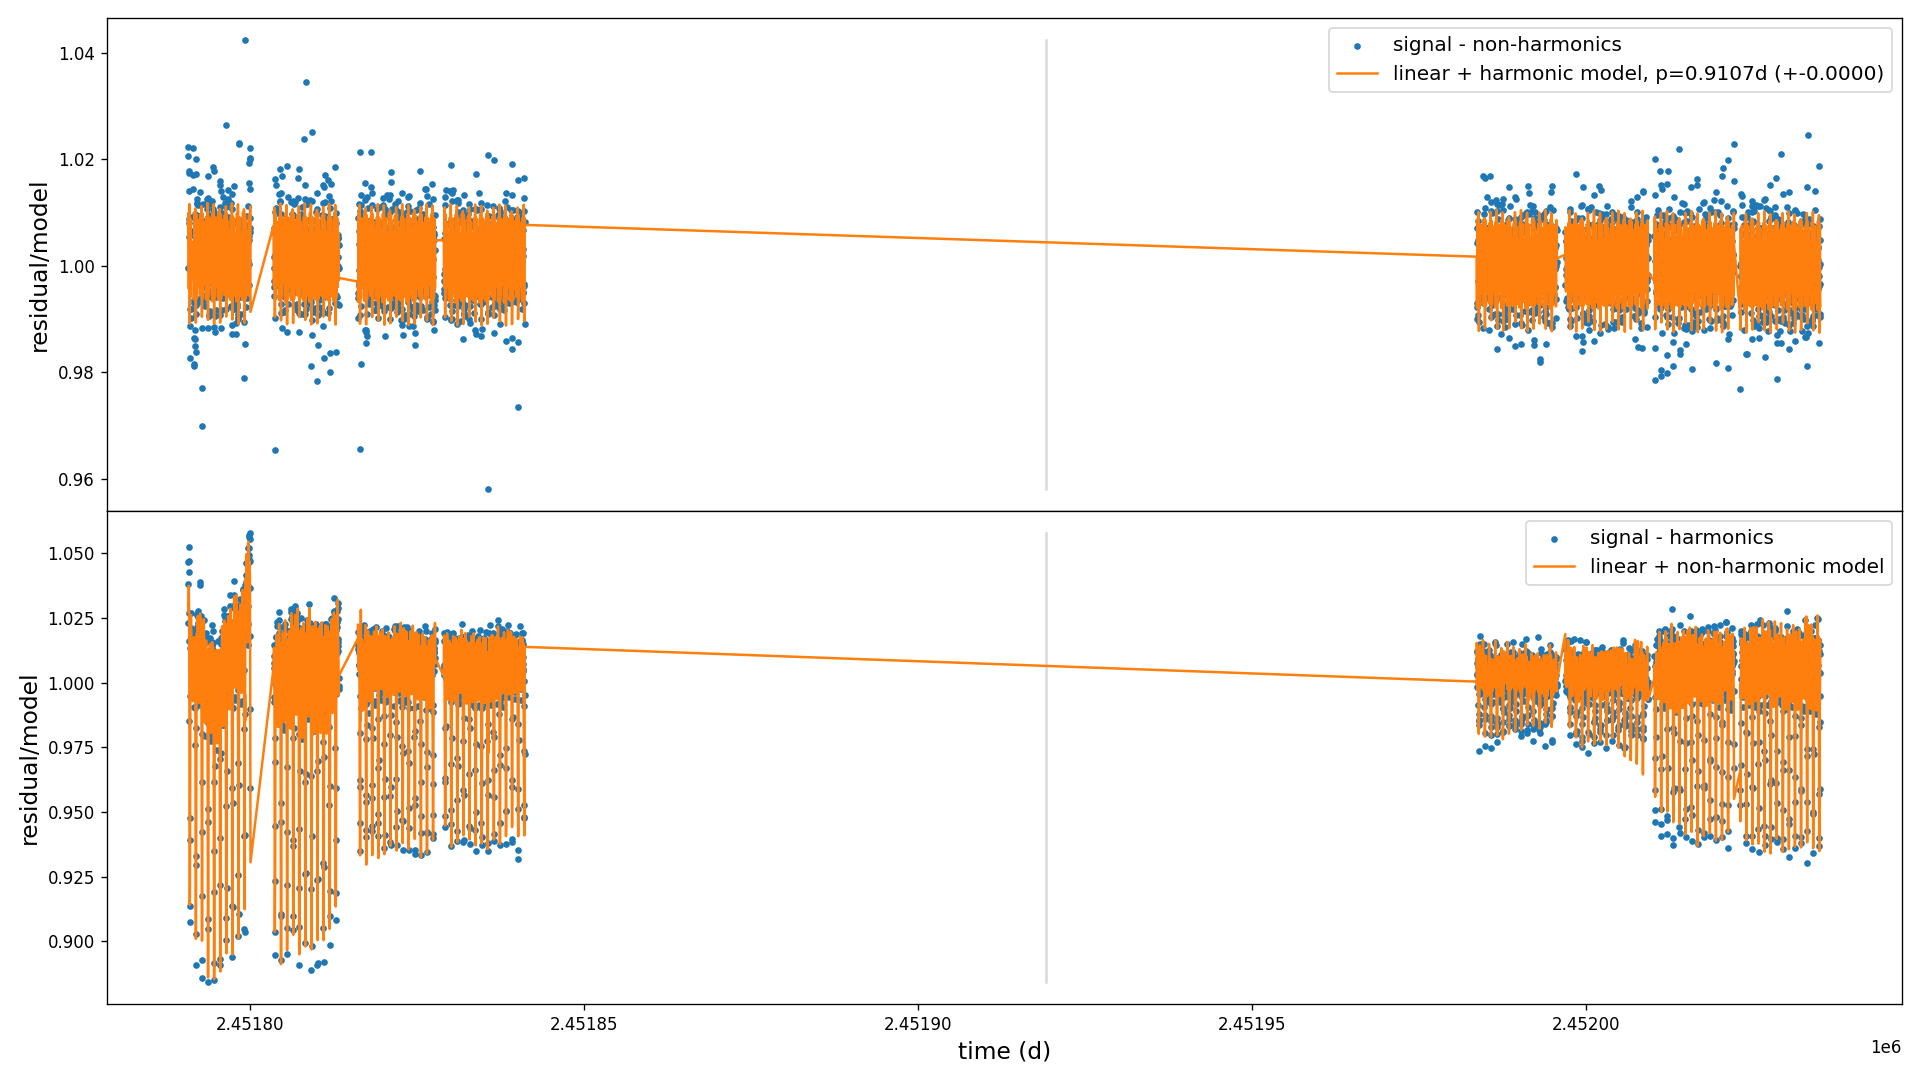 signal - non-harmonics
linear + harmonic model, p=0.9107d (+-0.0000)
1.04
1.02
1.00
0.98
0.96
residual/model
signal - harmonics
linear + non-harmonic model
1.050
1.025
1.000
0.975
0.950
0.925
0.900
residual/model
2.45180 2.45185 2.45190 2.45195 2.45200
1e6
time (d)